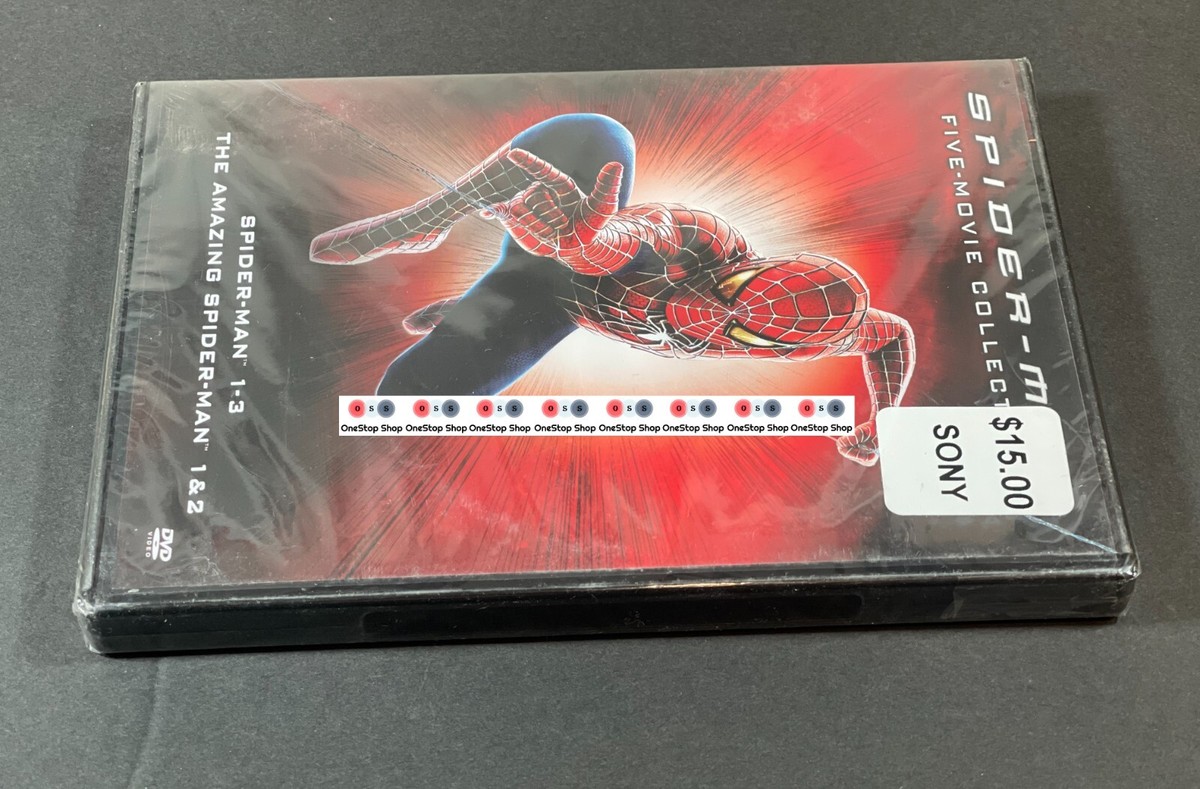 SPIDER-M
FIVE-MOVIE COLLECT
$15.00
SONY
SPIDER-MAN™ 1-3
THE AMAZING SPIDER-MAN™ 1 & 2
DVD
VIDEO
O S S O S S O S S O S S O S S O S S O S S O S S
OneStop Shop OneStop Shop OneStop Shop OneStop Shop OneStop Shop OneStop Shop OneStop Shop OneStop Shop